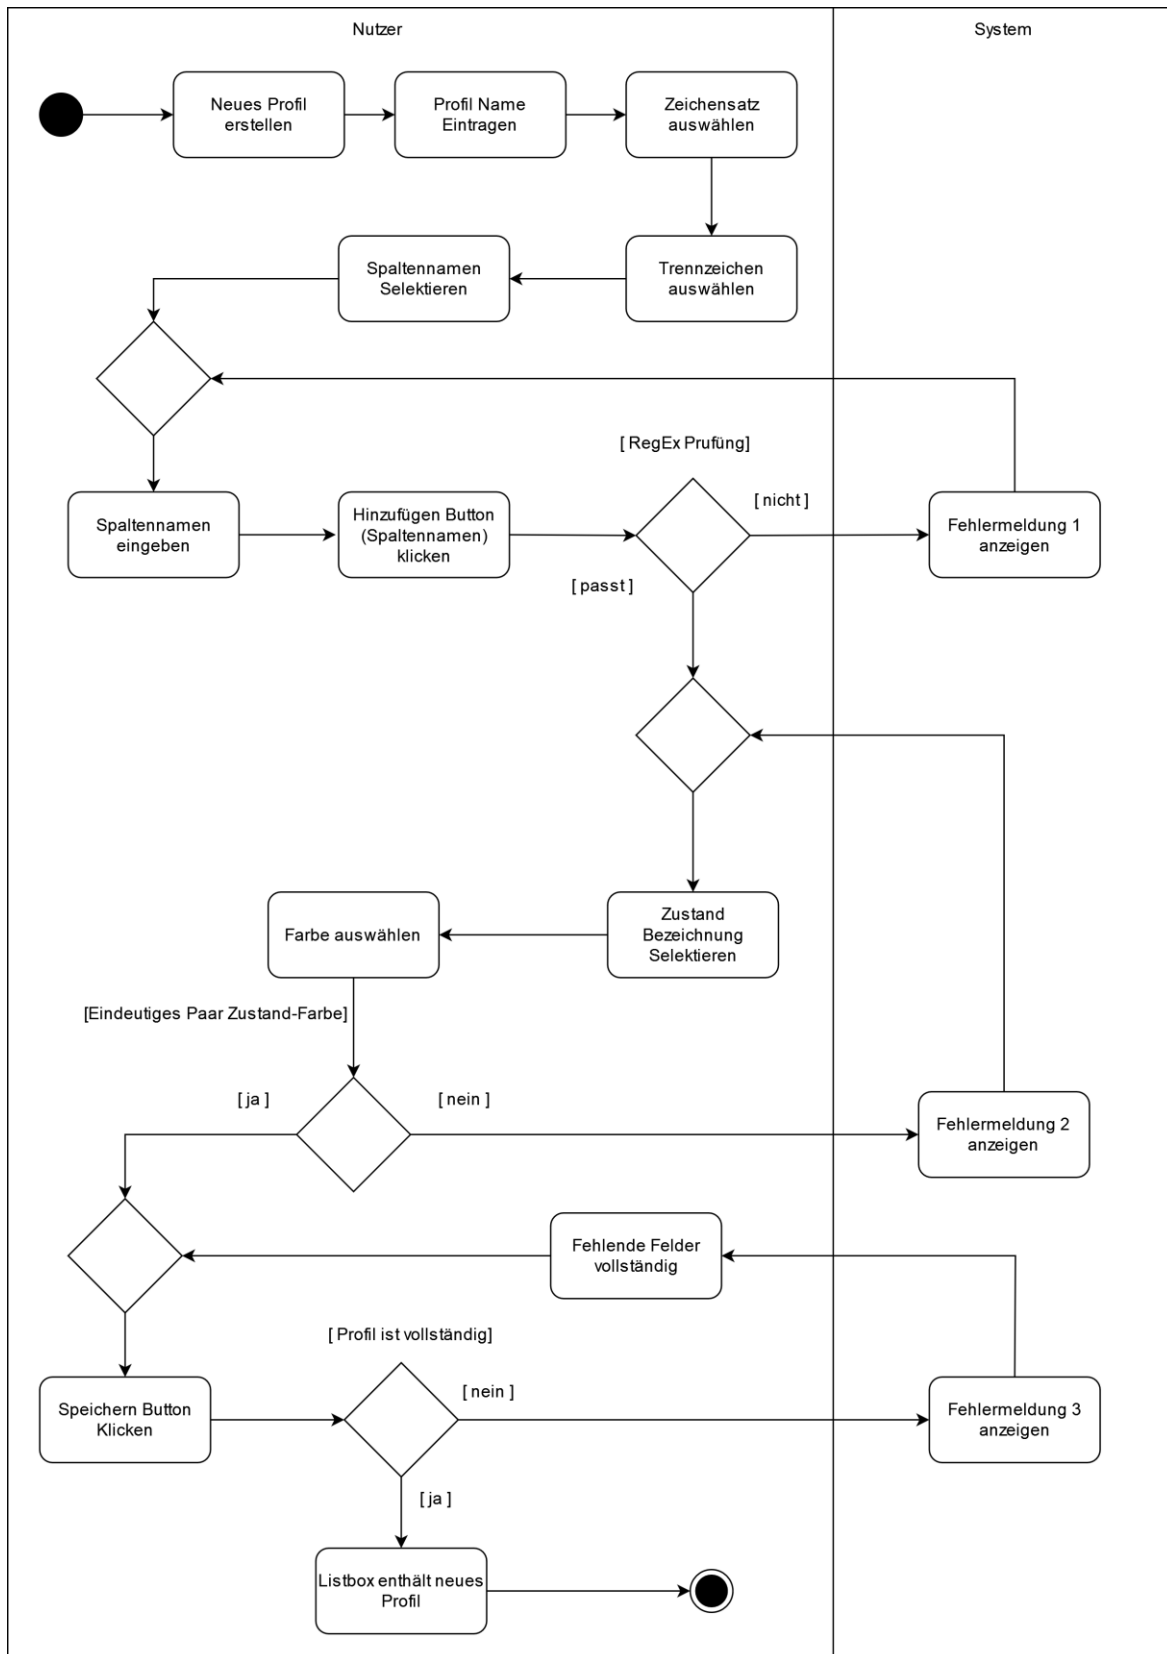 Nutzer
System
Neues Profil
erstellen
Profil Name
Eintragen
Zeichensatz
auswählen
Spaltennamen
Selektieren
Trennzeichen
auswählen
[ RegEx Prufüng]
[ nicht ]
Spaltennamen
eingeben
Hinzufügen Button
(Spaltennamen)
klicken
Fehlermeldung 1
anzeigen
[ passt ]
Farbe auswählen
Zustand
Bezeichnung
Selektieren
[Eindeutiges Paar Zustand-Farbe]
[ ja ]
[ nein ]
Fehlermeldung 2
anzeigen
Fehlende Felder
vollständig
[ Profil ist vollständig]
[ nein ]
Speichern Button
Klicken
Fehlermeldung 3
anzeigen
[ ja ]
Listbox enthält neues
Profil